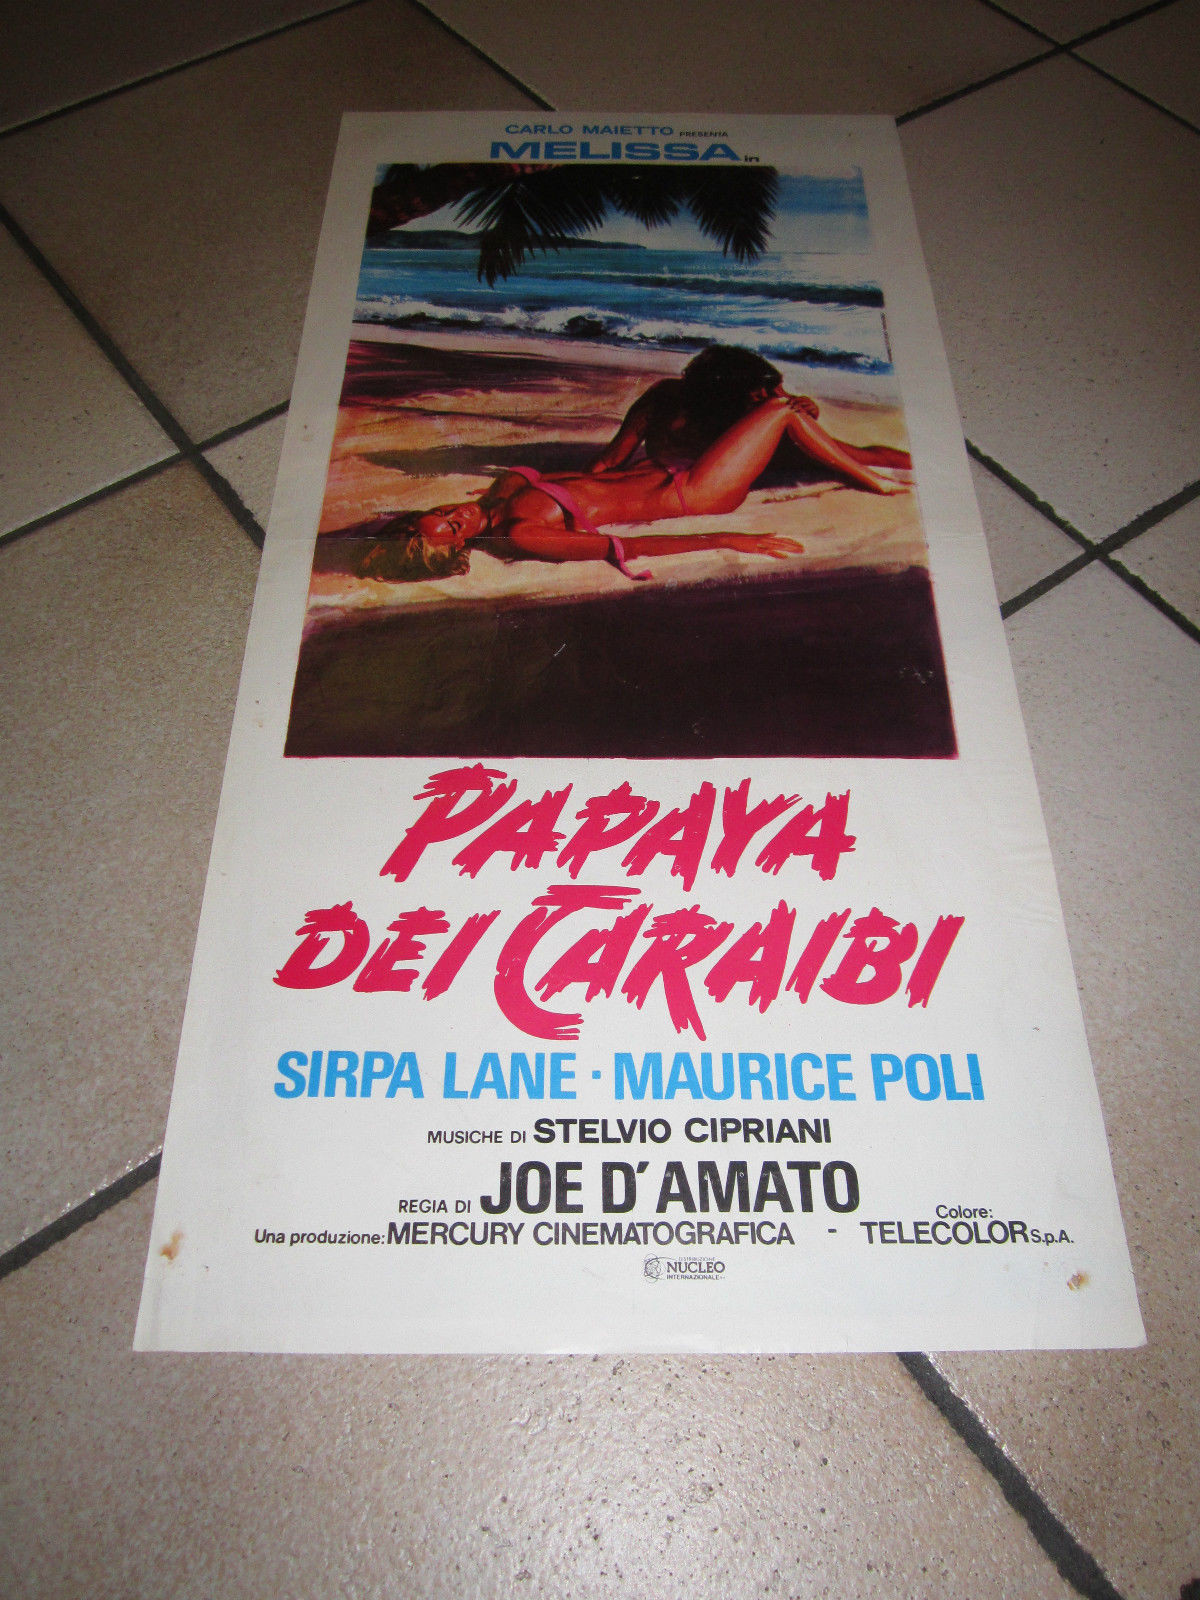 CARLO MAIETTO PRESENTA
MELISSA in
PAPAYA
DEI CARAIBI
SIRPA LANE · MAURICE POLI
MUSICHE DI STELVIO CIPRIANI
REGIA DI JOE D'AMATO
Una produzione: MERCURY CINEMATOGRAFICA - Colore: TELECOLOR S.p.A.
DISTRIBUZIONE
NUCLEO
INTERNAZIONALE